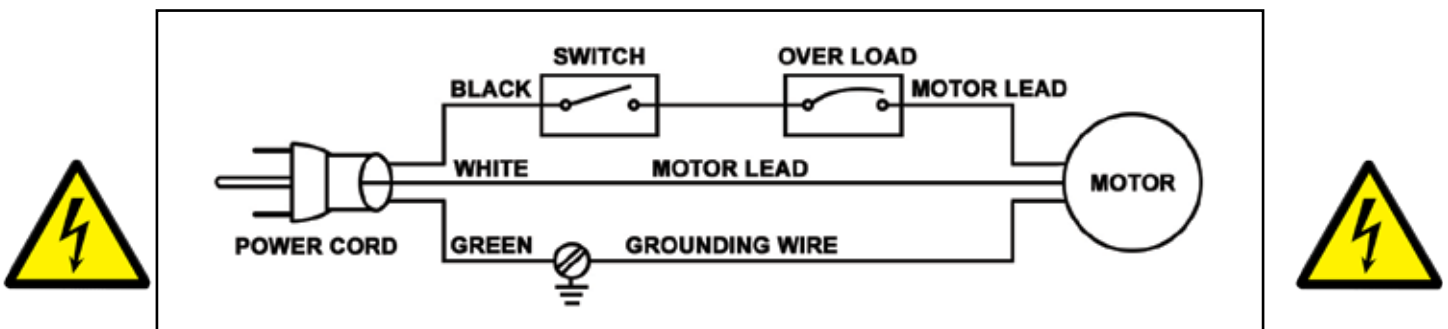 SWITCH
OVER LOAD
BLACK
MOTOR LEAD
WHITE
MOTOR LEAD
MOTOR
POWER CORD
GREEN
GROUNDING WIRE